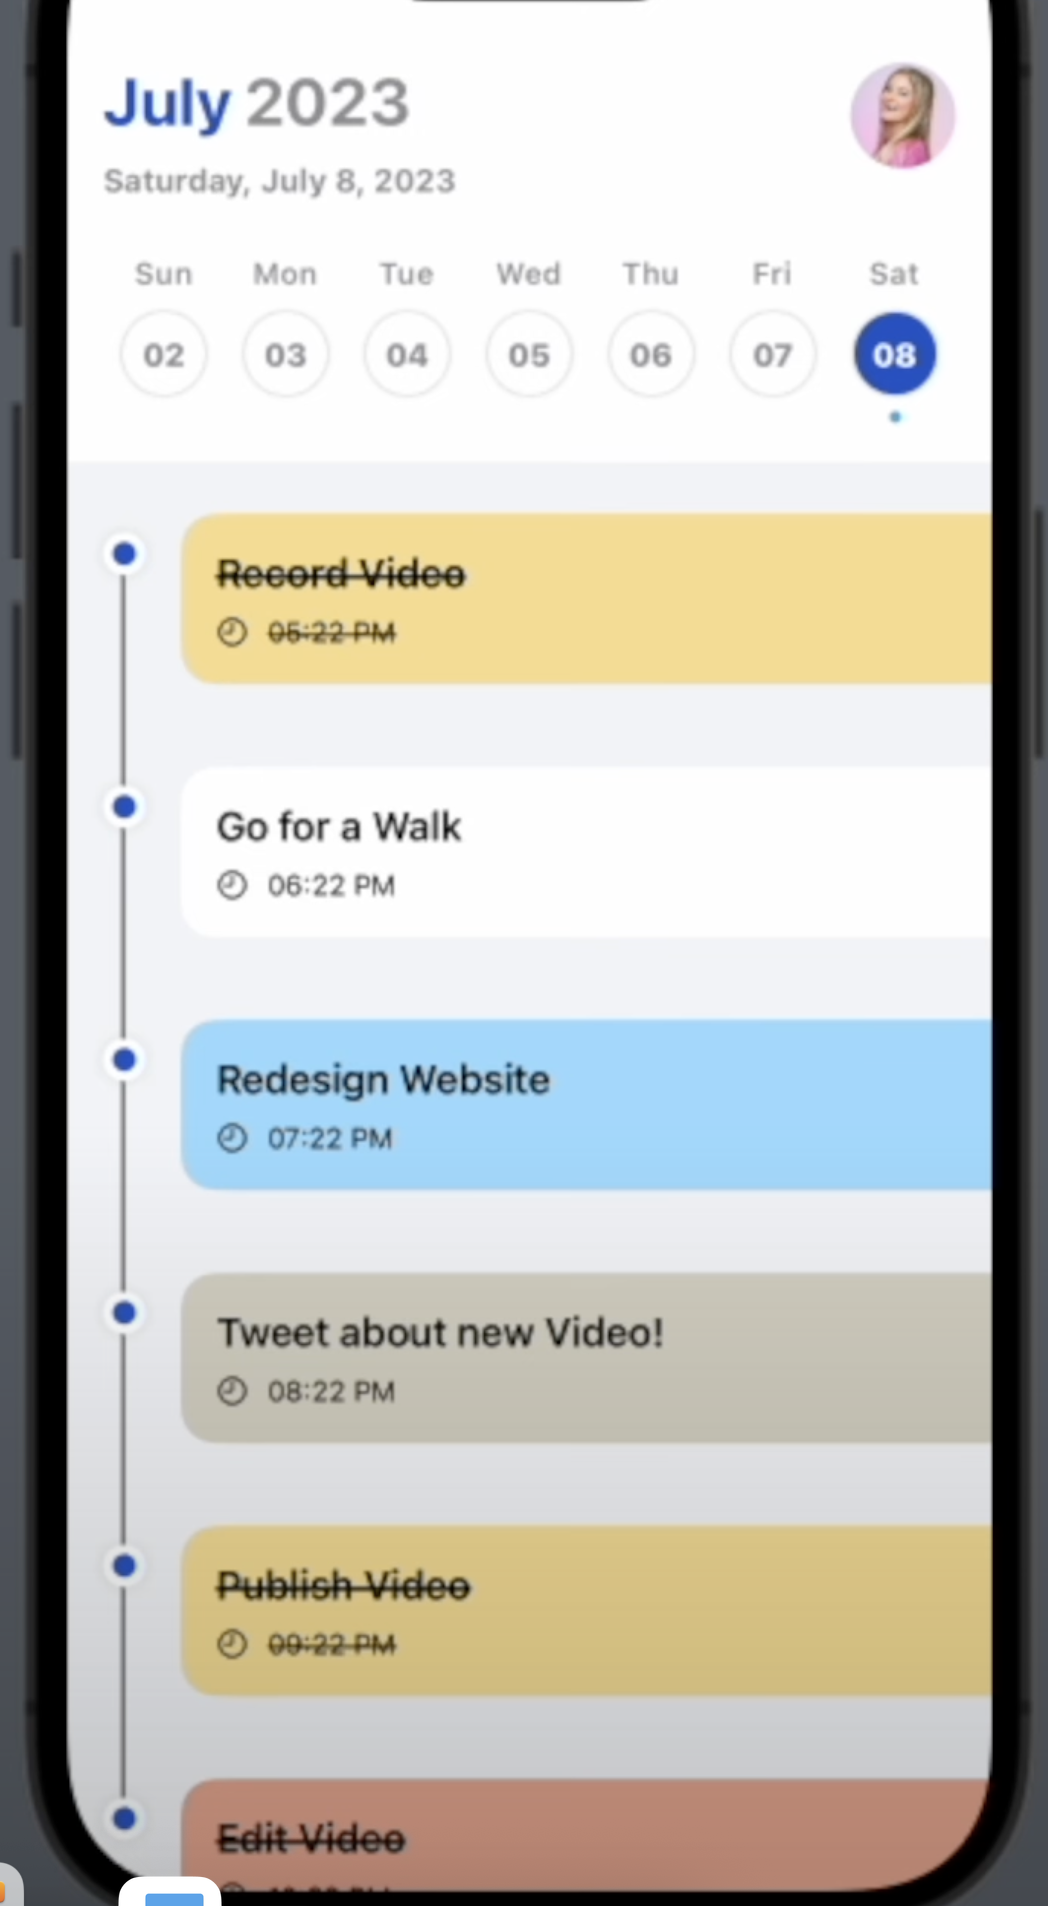 July 2023
Saturday, July 8, 2023
Sun Mon Tue Wed Thu Fri Sat
02 03 04 05 06 07 08
Record Video
05:22 PM
Go for a Walk
06:22 PM
Redesign Website
07:22 PM
Tweet about new Video!
08:22 PM
Publish Video
09:22 PM
Edit Video